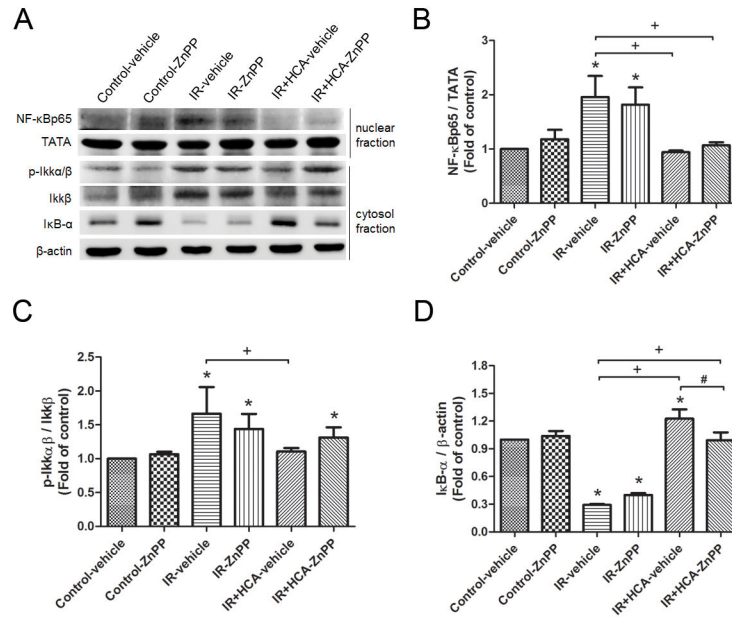 A
Control-vehicle
Control-ZnPP
IR-vehicle
IR-ZnPP
IR+HCA-vehicle
IR+HCA-ZnPP
NF-κBp65
TATA
nuclear
fraction
p-Ikkα/β
Ikkβ
IκB-α
β-actin
cytosol
fraction
B
NF-κBp65 / TATA
(Fold of control)
3
2
1
0
+
+
*
*
Control-vehicle
Control-ZnPP
IR-vehicle
IR-ZnPP
IR+HCA-vehicle
IR+HCA-ZnPP
C
p-Ikkα β / Ikkβ
(Fold of control)
2.5
2.0
1.5
1.0
0.5
0.0
+
*
*
*
Control-vehicle
Control-ZnPP
IR-vehicle
IR-ZnPP
IR+HCA-vehicle
IR+HCA-ZnPP
D
IκB-α / β-actin
(Fold of control)
1.8
1.5
1.2
0.9
0.6
0.3
0.0
+
+
#
*
*
*
Control-vehicle
Control-ZnPP
IR-vehicle
IR-ZnPP
IR+HCA-vehicle
IR+HCA-ZnPP